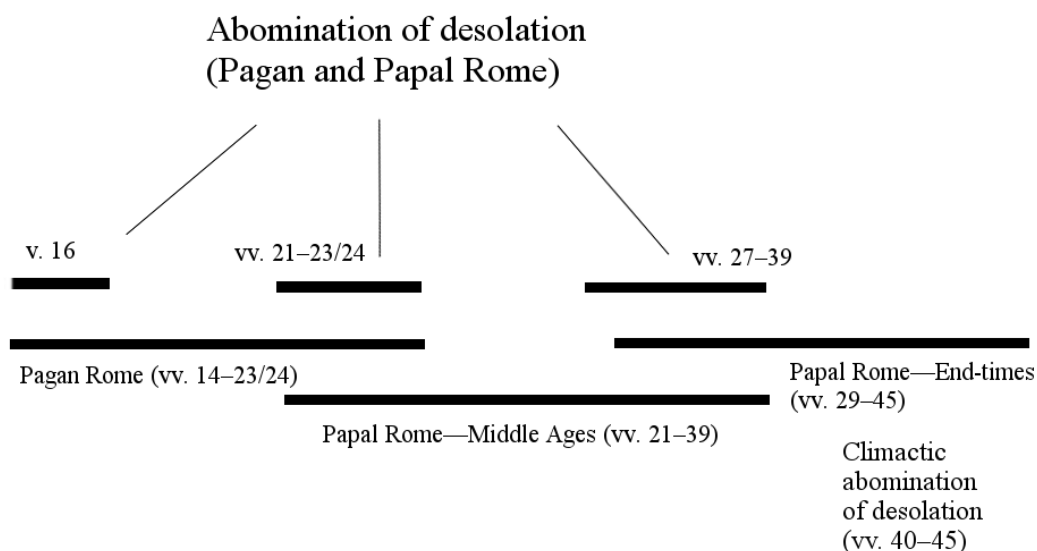 Abomination of desolation
(Pagan and Papal Rome)
v. 16
vv. 21–23/24
vv. 27–39
Pagan Rome (vv. 14–23/24)
Papal Rome—End-times
(vv. 29–45)
Papal Rome—Middle Ages (vv. 21–39)
Climactic
abomination
of desolation
(vv. 40–45)